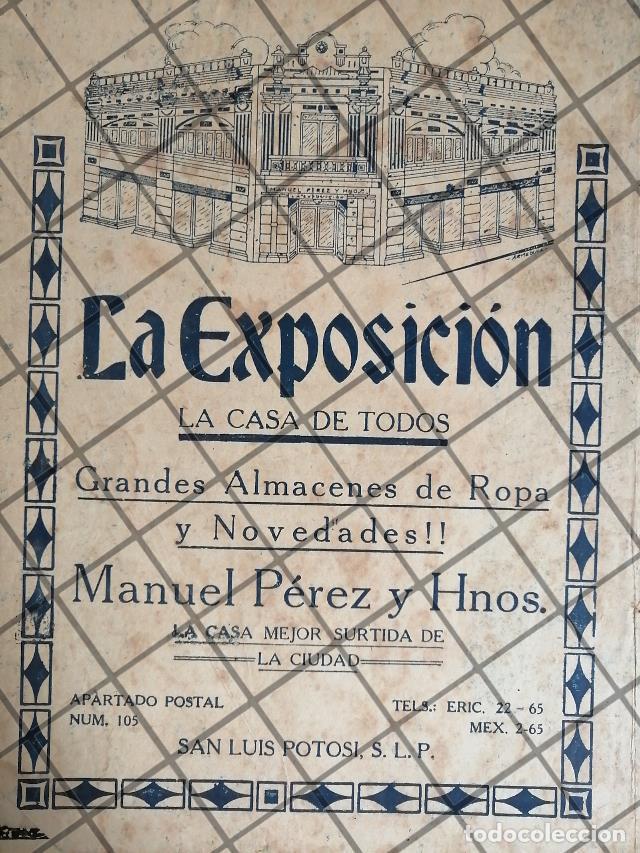 MANUEL PEREZ Y HNOS.
La Exposición
LA CASA DE TODOS
Grandes Almacenes de Ropa
y Novedades!!
Manuel Pérez y Hnos.
LA CASA MEJOR SURTIDA DE
LA CIUDAD
APARTADO POSTAL
NUM. 105
TELS.: ERIC. 22-65
MEX. 2-65
SAN LUIS POTOSI, S. L. P.
todocoleccion